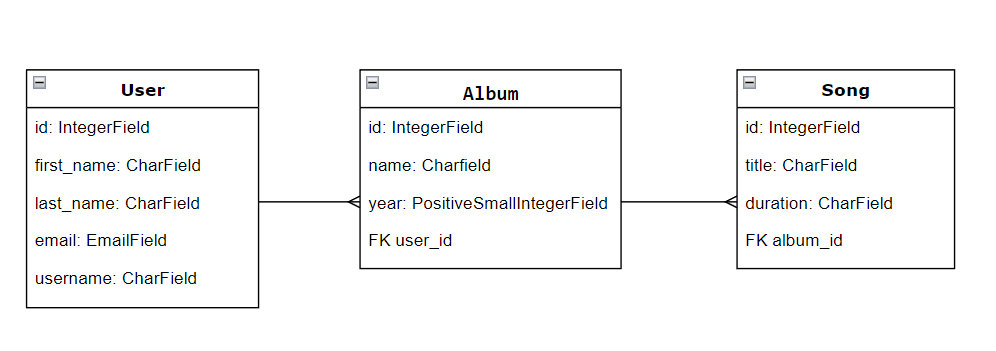 User
id: IntegerField
first_name: CharField
last_name: CharField
email: EmailField
username: CharField
Album
id: IntegerField
name: Charfield
year: PositiveSmallIntegerField
FK user_id
Song
id: IntegerField
title: CharField
duration: CharField
FK album_id